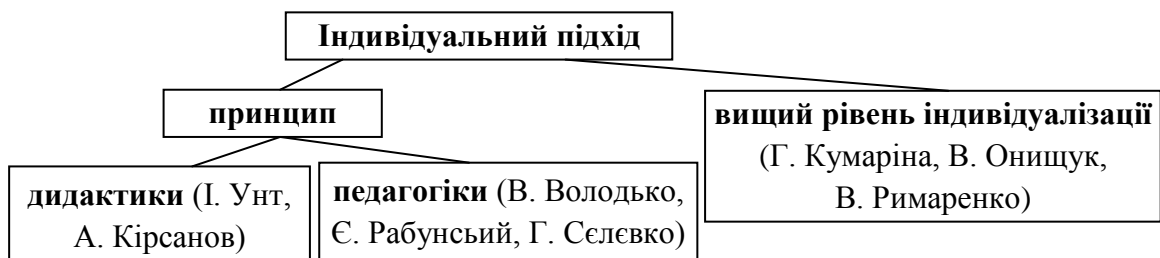 Індивідуальний підхід
принцип
вищий рівень індивідуалізації
(Г. Кумаріна, В. Онищук,
В. Римаренко)
дидактики (І. Унт,
А. Кірсанов)
педагогіки (В. Володько,
Є. Рабунсьий, Г. Сєлєвко)